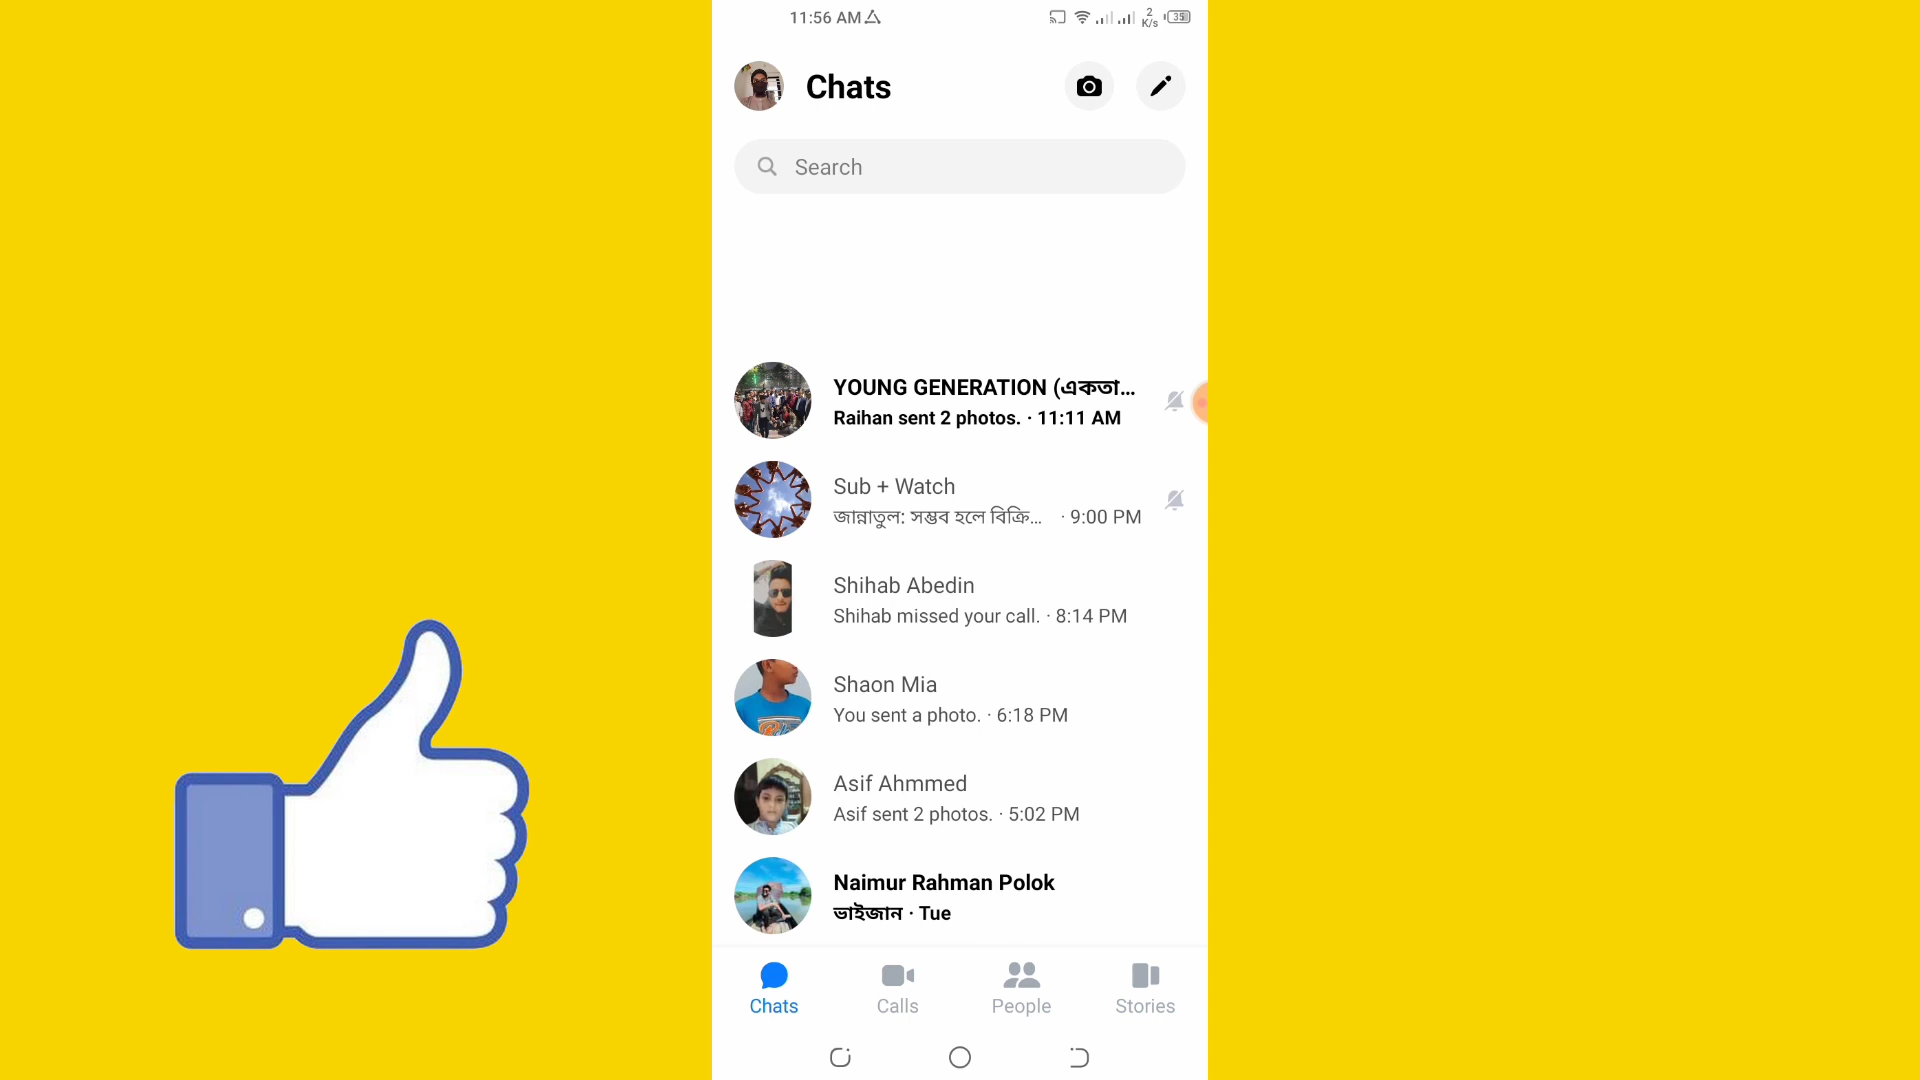 11:56 AM
2
K/s
35
Chats
Search
YOUNG GENERATION (একতা...
Raihan sent 2 photos. · 11:11 AM
Sub + Watch
জান্নাতুল: সম্ভব হলে বিক্রি... · 9:00 PM
Shihab Abedin
Shihab missed your call. · 8:14 PM
Shaon Mia
You sent a photo. · 6:18 PM
Asif Ahmmed
Asif sent 2 photos. · 5:02 PM
Naimur Rahman Polok
ভাইজান · Tue
Chats
Calls
People
Stories